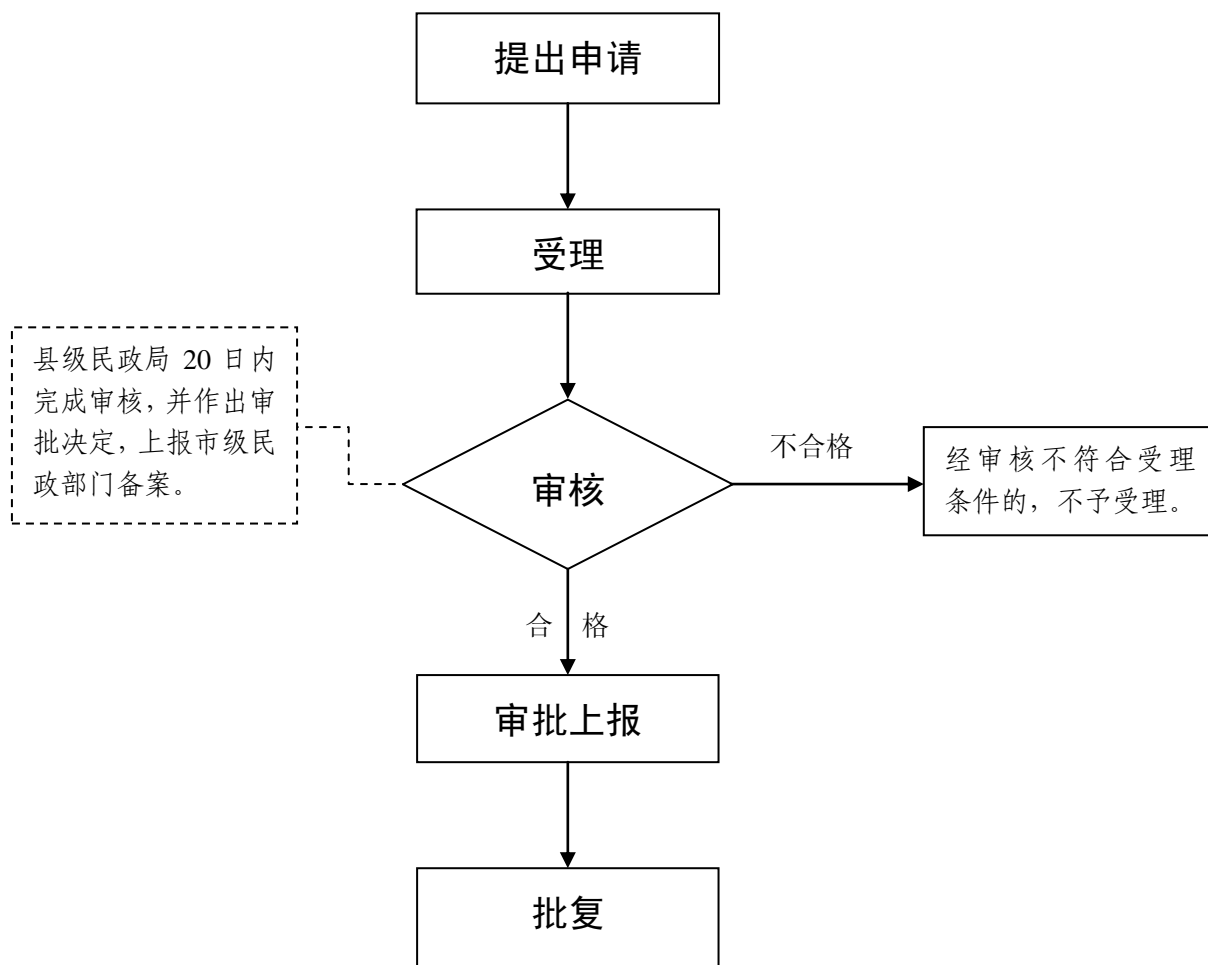 提出申请
受理
县级民政局 20 日内
完成审核，并作出审
批决定，上报市级民
政部门备案。
审核
不合格
经审核不符合受理
条件的，不予受理。
合 格
审批上报
批复